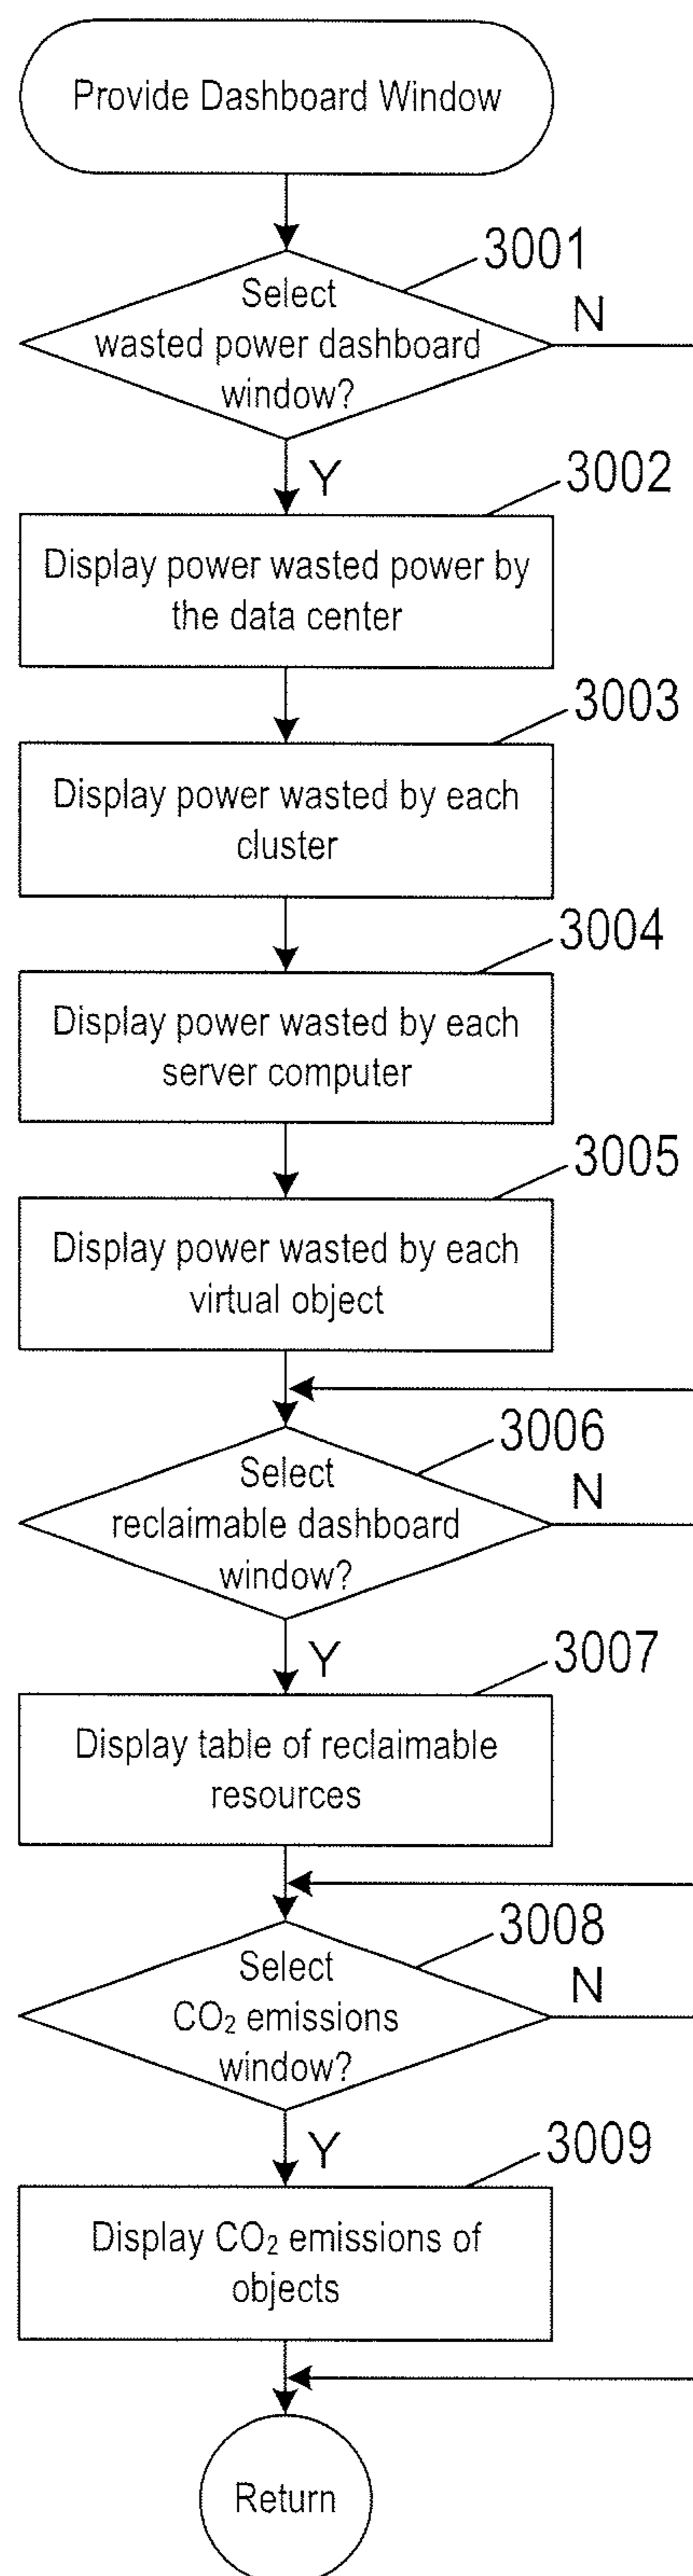 Provide Dashboard Window
3001
Select
wasted power dashboard
window?
N
Y
3002
Display power wasted power by
the data center
3003
Display power wasted by each
cluster
3004
Display power wasted by each
server computer
3005
Display power wasted by each
virtual object
3006
Select
reclaimable dashboard
window?
N
Y
3007
Display table of reclaimable
resources
3008
Select
CO₂ emissions
window?
N
Y
3009
Display CO₂ emissions of
objects
Return